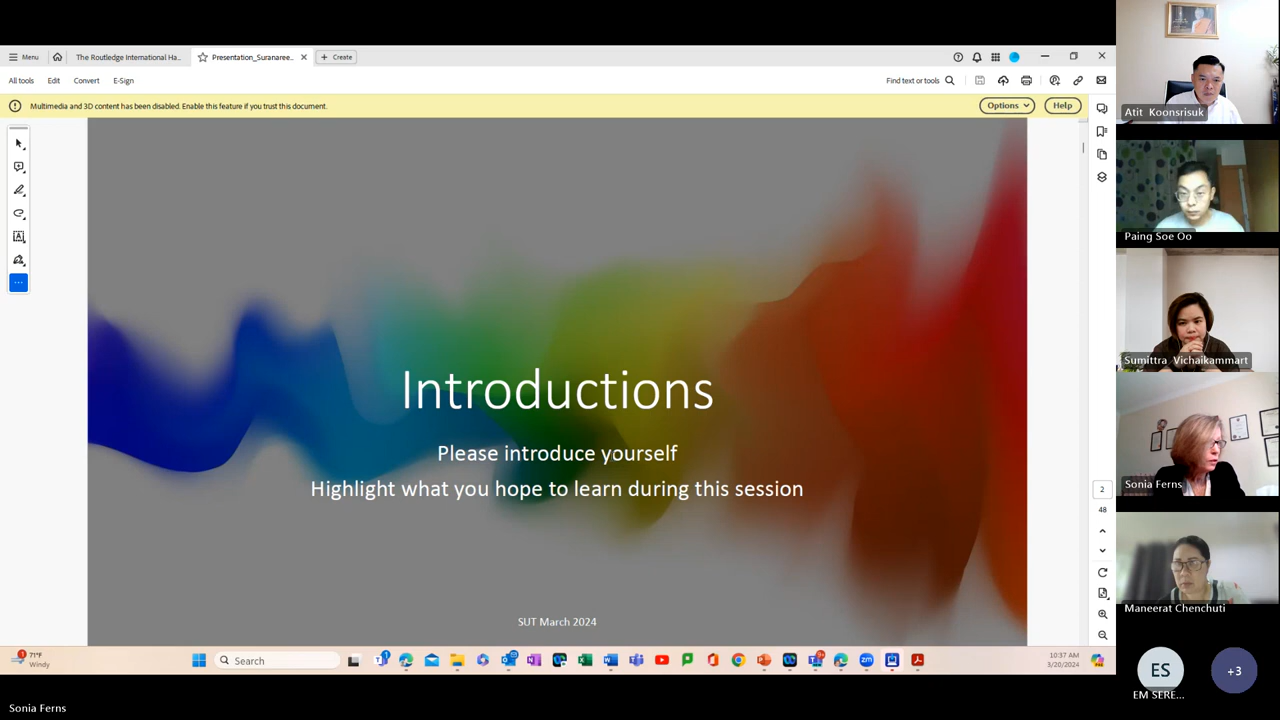 Menu
The Routledge International Ha...
Presentation_Suranaree...
Create
All tools
Edit
Convert
E-Sign
Find text or tools
Multimedia and 3D content has been disabled. Enable this feature if you trust this document.
Options
Help
Introductions
Please introduce yourself
Highlight what you hope to learn during this session
SUT March 2024
2
48
71°F
Windy
Search
10:37 AM
3/20/2024
Atit Koonsrisuk
Paing Soe Oo
Sumittra Vichaikammart
Sonia Ferns
Maneerat Chenchuti
ES
EM SERE...
+3
Sonia Ferns